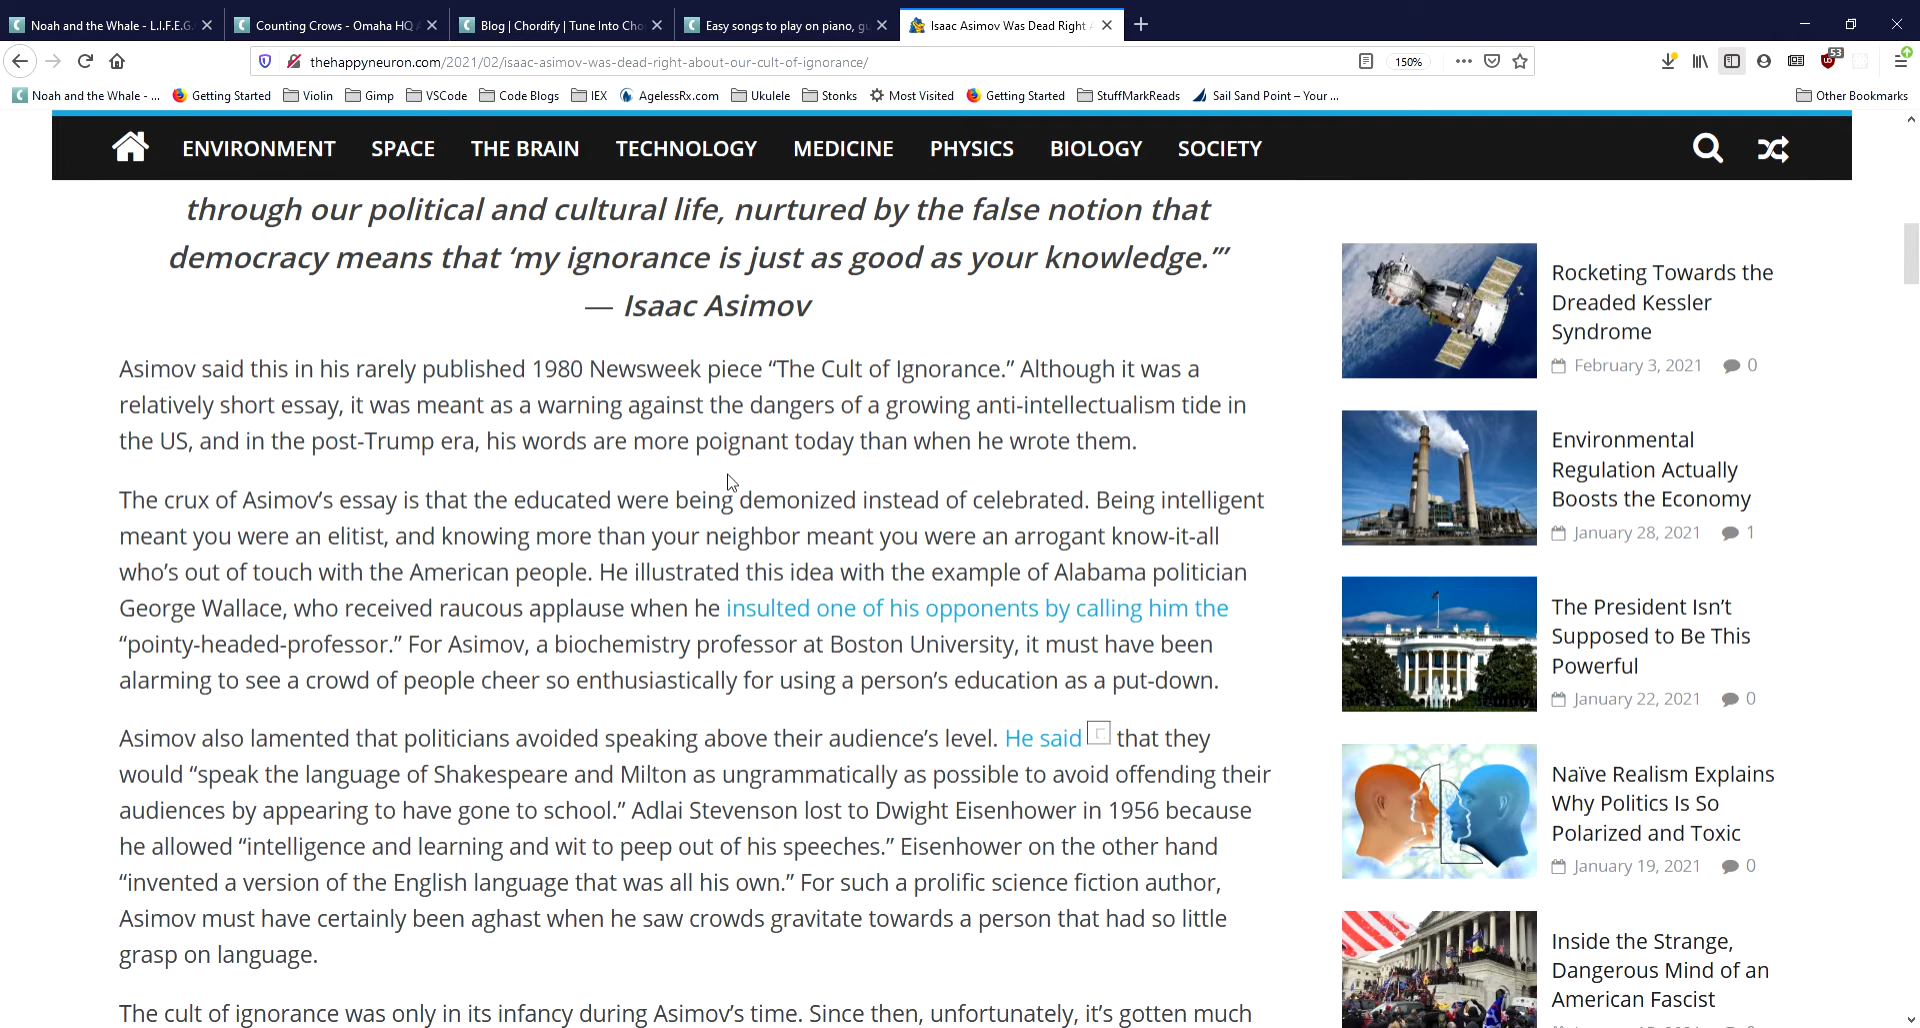 Noah and the Whale - L.I.F.E.G.
Counting Crows - Omaha HQ
Blog | Chordify | Tune Into Cho
Easy songs to play on piano, gu
Isaac Asimov Was Dead Right A
thehappyneuron.com/2021/02/isaac-asimov-was-dead-right-about-our-cult-of-ignorance/
150%
53
Noah and the Whale - ...
Getting Started
Violin
Gimp
VSCode
Code Blogs
IEX
AgelessRx.com
Ukulele
Stonks
Most Visited
Getting Started
StuffMarkReads
Sail Sand Point – Your ...
Other Bookmarks
ENVIRONMENT
SPACE
THE BRAIN
TECHNOLOGY
MEDICINE
PHYSICS
BIOLOGY
SOCIETY
through our political and cultural life, nurtured by the false notion that
democracy means that ‘my ignorance is just as good as your knowledge.’”
— Isaac Asimov
Asimov said this in his rarely published 1980 Newsweek piece “The Cult of Ignorance.” Although it was a
relatively short essay, it was meant as a warning against the dangers of a growing anti-intellectualism tide in
the US, and in the post-Trump era, his words are more poignant today than when he wrote them.
The crux of Asimov’s essay is that the educated were being demonized instead of celebrated. Being intelligent
meant you were an elitist, and knowing more than your neighbor meant you were an arrogant know-it-all
who’s out of touch with the American people. He illustrated this idea with the example of Alabama politician
George Wallace, who received raucous applause when he insulted one of his opponents by calling him the
“pointy-headed-professor.” For Asimov, a biochemistry professor at Boston University, it must have been
alarming to see a crowd of people cheer so enthusiastically for using a person’s education as a put-down.
Asimov also lamented that politicians avoided speaking above their audience’s level. He said that they
would “speak the language of Shakespeare and Milton as ungrammatically as possible to avoid offending their
audiences by appearing to have gone to school.” Adlai Stevenson lost to Dwight Eisenhower in 1956 because
he allowed “intelligence and learning and wit to peep out of his speeches.” Eisenhower on the other hand
“invented a version of the English language that was all his own.” For such a prolific science fiction author,
Asimov must have certainly been aghast when he saw crowds gravitate towards a person that had so little
grasp on language.
The cult of ignorance was only in its infancy during Asimov’s time. Since then, unfortunately, it’s gotten much
Rocketing Towards the
Dreaded Kessler
Syndrome
February 3, 2021 0
Environmental
Regulation Actually
Boosts the Economy
January 28, 2021 1
The President Isn’t
Supposed to Be This
Powerful
January 22, 2021 0
Naïve Realism Explains
Why Politics Is So
Polarized and Toxic
January 19, 2021 0
Inside the Strange,
Dangerous Mind of an
American Fascist